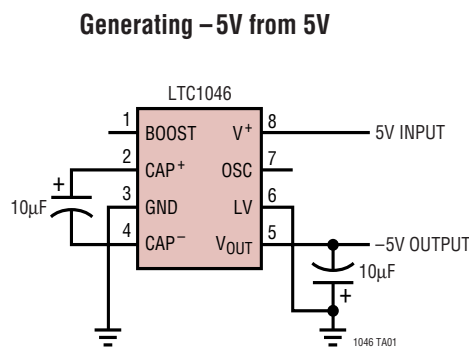 Generating –5V from 5V
LTC1046
1 BOOST V+ 8 5V INPUT
2 CAP+ OSC 7
+ 10µF
3 GND LV 6
4 CAP– VOUT 5 –5V OUTPUT
10µF
+
1046 TA01